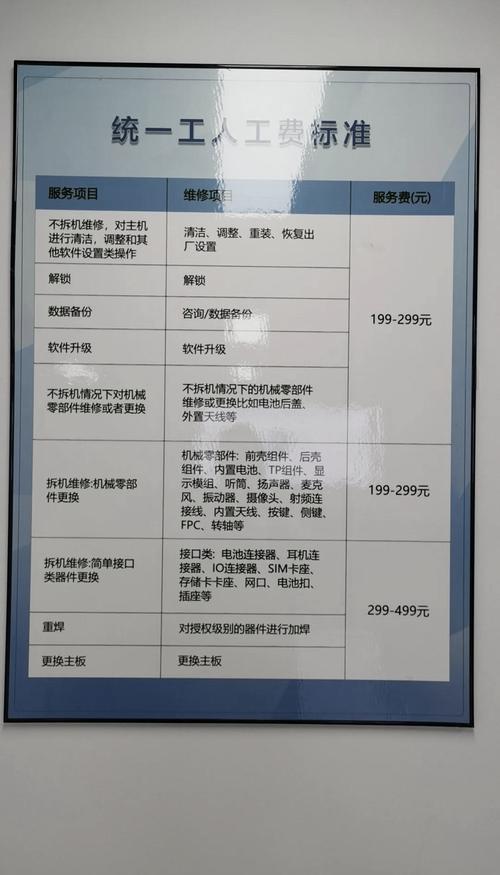 统一工人工费标准
服务项目 维修项目 服务费(元)
不拆机维修，对主机
进行清洁，调整和其
他软件设置类操作
清洁、调整、重装、恢复出
厂设置
解锁 解锁
数据备份 咨询/数据备份
199-299元
软件升级 软件升级
不拆机情况下对机械
零部件维修或者更换
不拆机情况下的机械零部件
维修或更换比如电池后盖、
外置天线等
拆机维修:机械零部
件更换
机械零部件: 前壳组件、后壳
组件、内置电池、TP组件、显
示模组、听筒、扬声器、麦克
风、振动器、摄像头、射频连
接线、内置天线、按键、侧键、
FPC、转轴等
199-299元
拆机维修:简单接口
类器件更换
接口类: 电池连接器、耳机连
接器、IO连接器、SIM卡座、
存储卡卡座、网口、电池扣、
插座等
299-499元
重焊 对授权级别的器件进行加焊
更换主板 更换主板